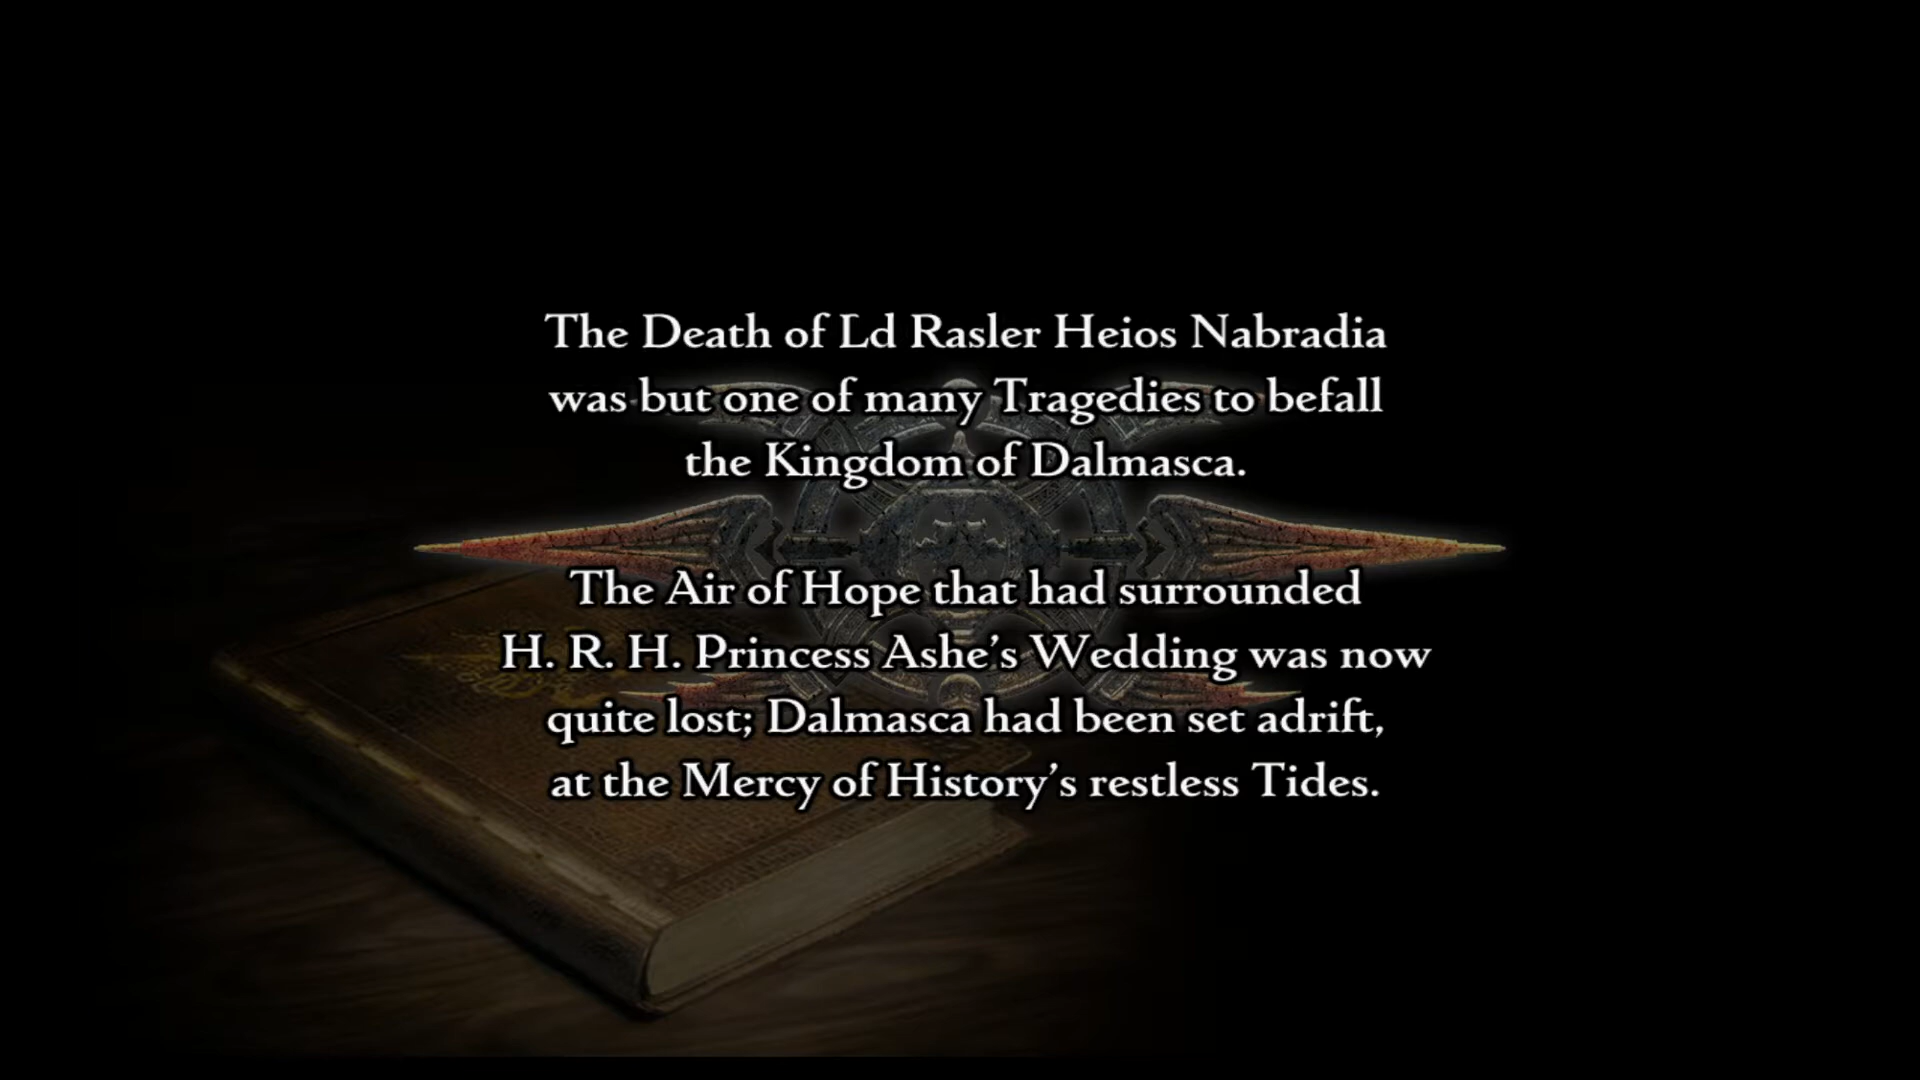 The Death of Ld Rasler Heios Nabradia
was but one of many Tragedies to befall
the Kingdom of Dalmasca.
The Air of Hope that had surrounded
H. R. H. Princess Ashe’s Wedding was now
quite lost; Dalmasca had been set adrift,
at the Mercy of History’s restless Tides.